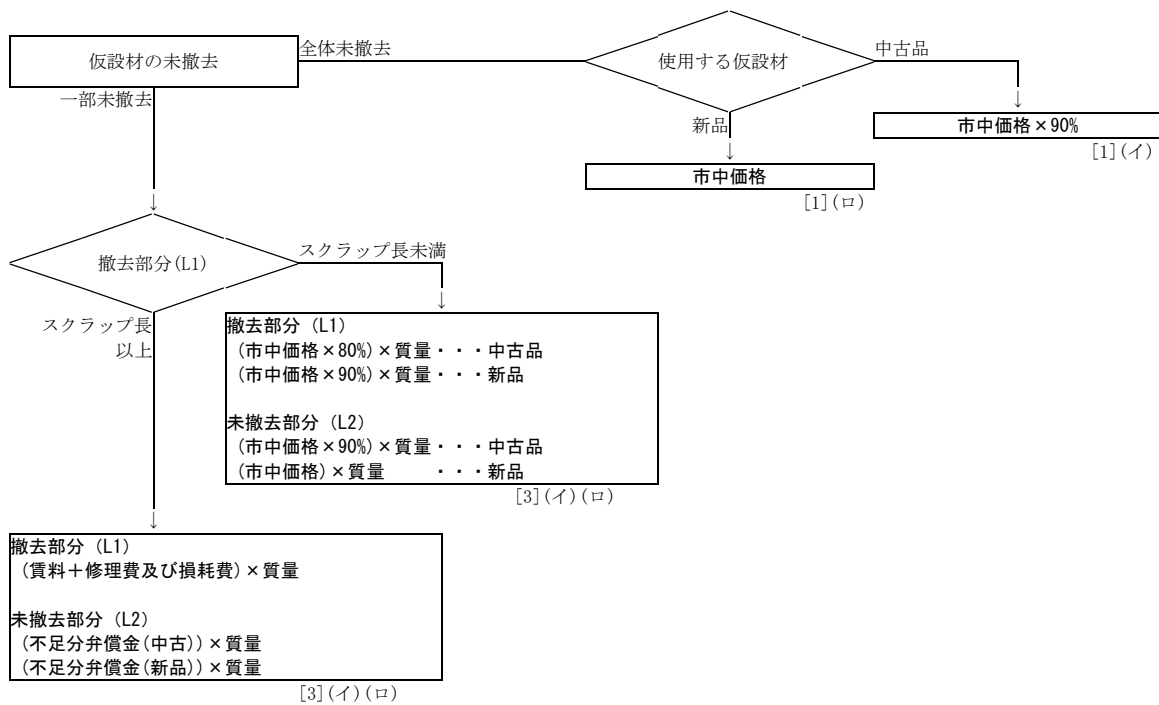 仮設材の未撤去
全体未撤去
使用する仮設材
中古品
↓
市中価格×90%
[1](イ)
新品
↓
市中価格
[1](ロ)
一部未撤去
↓
撤去部分(L1)
スクラップ長未満
↓
撤去部分 (L1)
(市中価格×80%)×質量・・・中古品
(市中価格×90%)×質量・・・新品
未撤去部分 (L2)
(市中価格×90%)×質量・・・中古品
(市中価格)×質量 ・・・新品
[3](イ)(ロ)
スクラップ長
以上
↓
撤去部分 (L1)
(賃料+修理費及び損耗費)×質量
未撤去部分 (L2)
(不足分弁償金(中古))×質量
(不足分弁償金(新品))×質量
[3](イ)(ロ)